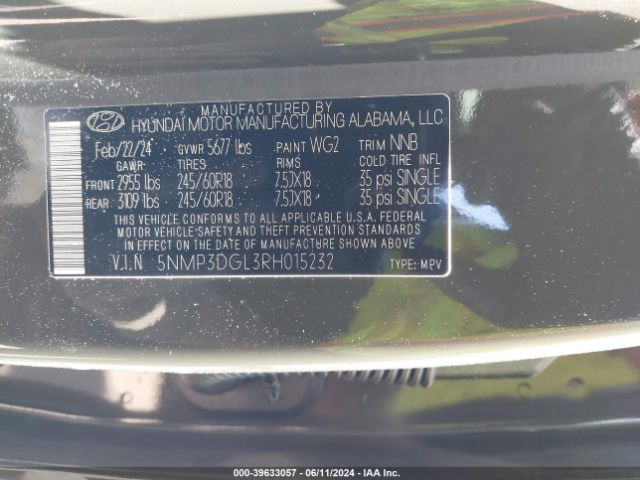 MANUFACTURED BY
HYUNDAI MOTOR MANUFACTURING ALABAMA, LLC
Feb/22/24 GVWR 5677 lbs PAINT WG2 TRIM NNB
GAWR TIRES RIMS COLD TIRE INFL
FRONT 2955 lbs 245/60R18 7.5JX18 35 psi SINGLE
REAR 3109 lbs 245/60R18 7.5JX18 35 psi SINGLE
THIS VEHICLE CONFORMS TO ALL APPLICABLE U.S.A. FEDERAL
MOTOR VEHICLE SAFETY AND THEFT PREVENTION STANDARDS
IN EFFECT ON THE DATE OF MANUFACTURE SHOWN ABOVE.
V.I.N 5NMP3DGL3RH015232 TYPE: MPV
000-39633057 - 06/11/2024 - IAA Inc.